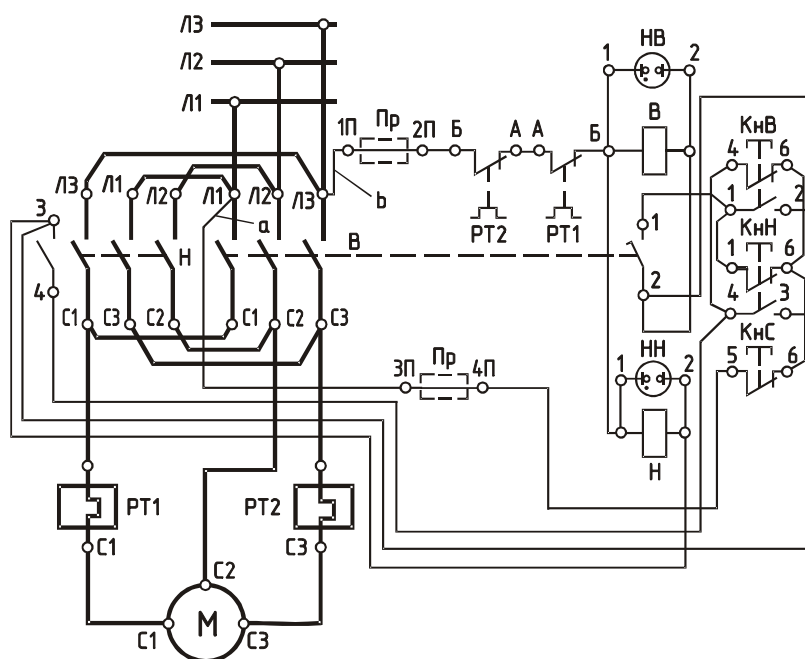 Л3
Л2
Л1
НВ
1 2
1П Пр 2П Б А А Б
В
КнВ
4 6
Л3 Л1 Л2 Л1 Л2 Л3
b
1 2
3
а
РТ2 РТ1
1
КнН
Н
В
1 6
4
2
4 3
С1 С3 С2 С1 С2 С3
КнС
НН
3П Пр 4П
1 2
5 6
Н
РТ1 РТ2
С1 С3
С2
М
С1 С3